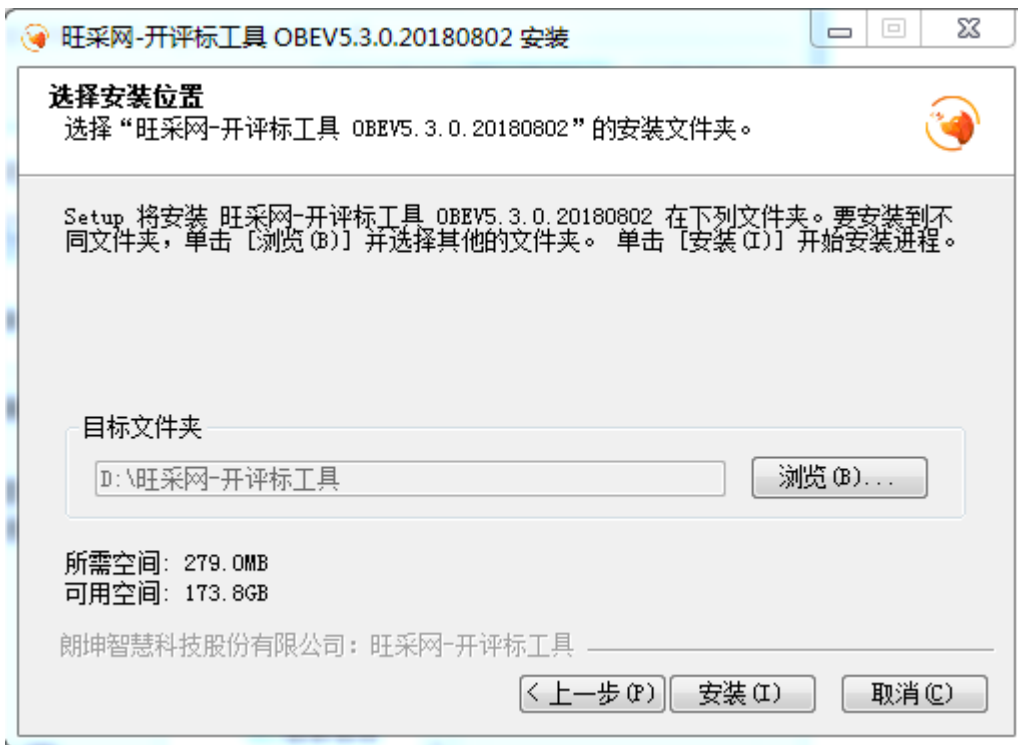 旺采网-开评标工具 OBEV5.3.0.20180802 安装
选择安装位置
选择“旺采网-开评标工具 OBEV5.3.0.20180802”的安装文件夹。
Setup 将安装 旺采网-开评标工具 OBEV5.3.0.20180802 在下列文件夹。要安装到不
同文件夹，单击 [浏览(B)] 并选择其他的文件夹。 单击 [安装(I)] 开始安装进程。
目标文件夹
D:\旺采网-开评标工具
浏览(B)...
所需空间: 279.0MB
可用空间: 173.8GB
朗坤智慧科技股份有限公司：旺采网-开评标工具
< 上一步(P)
安装(I)
取消(C)